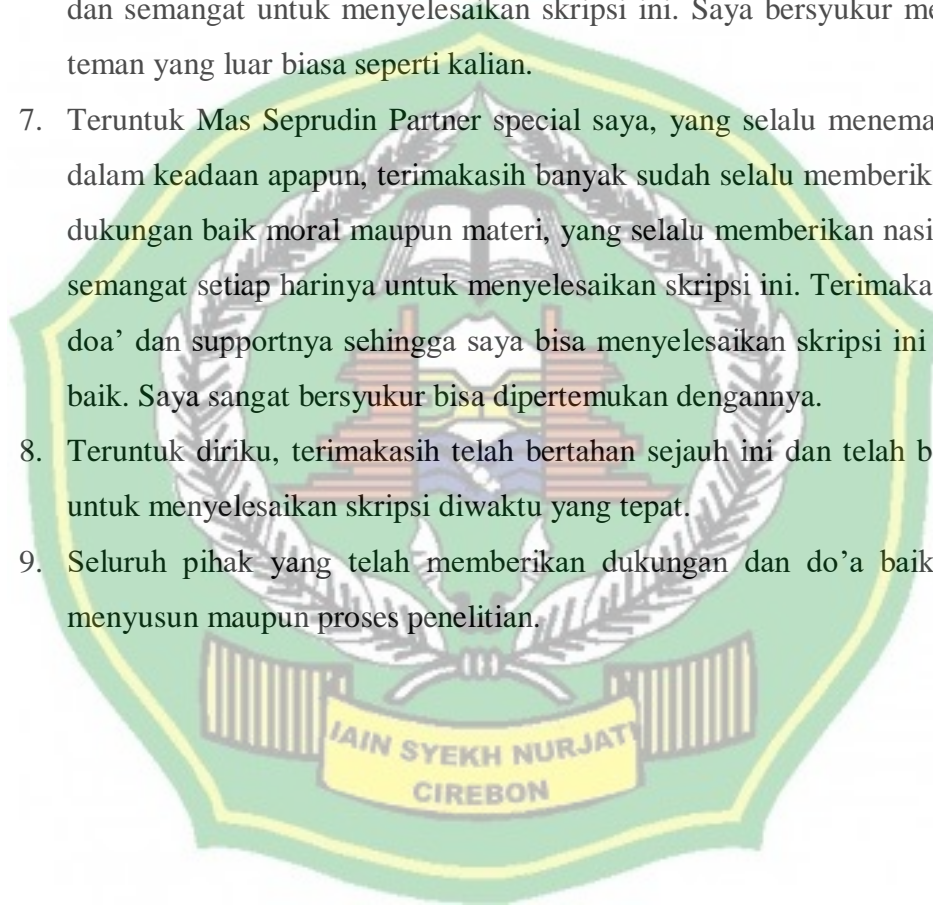 dan semangat untuk menyelesaikan skripsi ini. Saya bersyukur me
teman yang luar biasa seperti kalian.
7. Teruntuk Mas Seprudin Partner special saya, yang selalu menema
dalam keadaan apapun, terimakasih banyak sudah selalu memberik
dukungan baik moral maupun materi, yang selalu memberikan nasi
semangat setiap harinya untuk menyelesaikan skripsi ini. Terimaka
doa’ dan supportnya sehingga saya bisa menyelesaikan skripsi ini
baik. Saya sangat bersyukur bisa dipertemukan dengannya.
8. Teruntuk diriku, terimakasih telah bertahan sejauh ini dan telah b
untuk menyelesaikan skripsi diwaktu yang tepat.
9. Seluruh pihak yang telah memberikan dukungan dan do’a baik
menyusun maupun proses penelitian.
IAIN SYEKH NURJATI
CIREBON